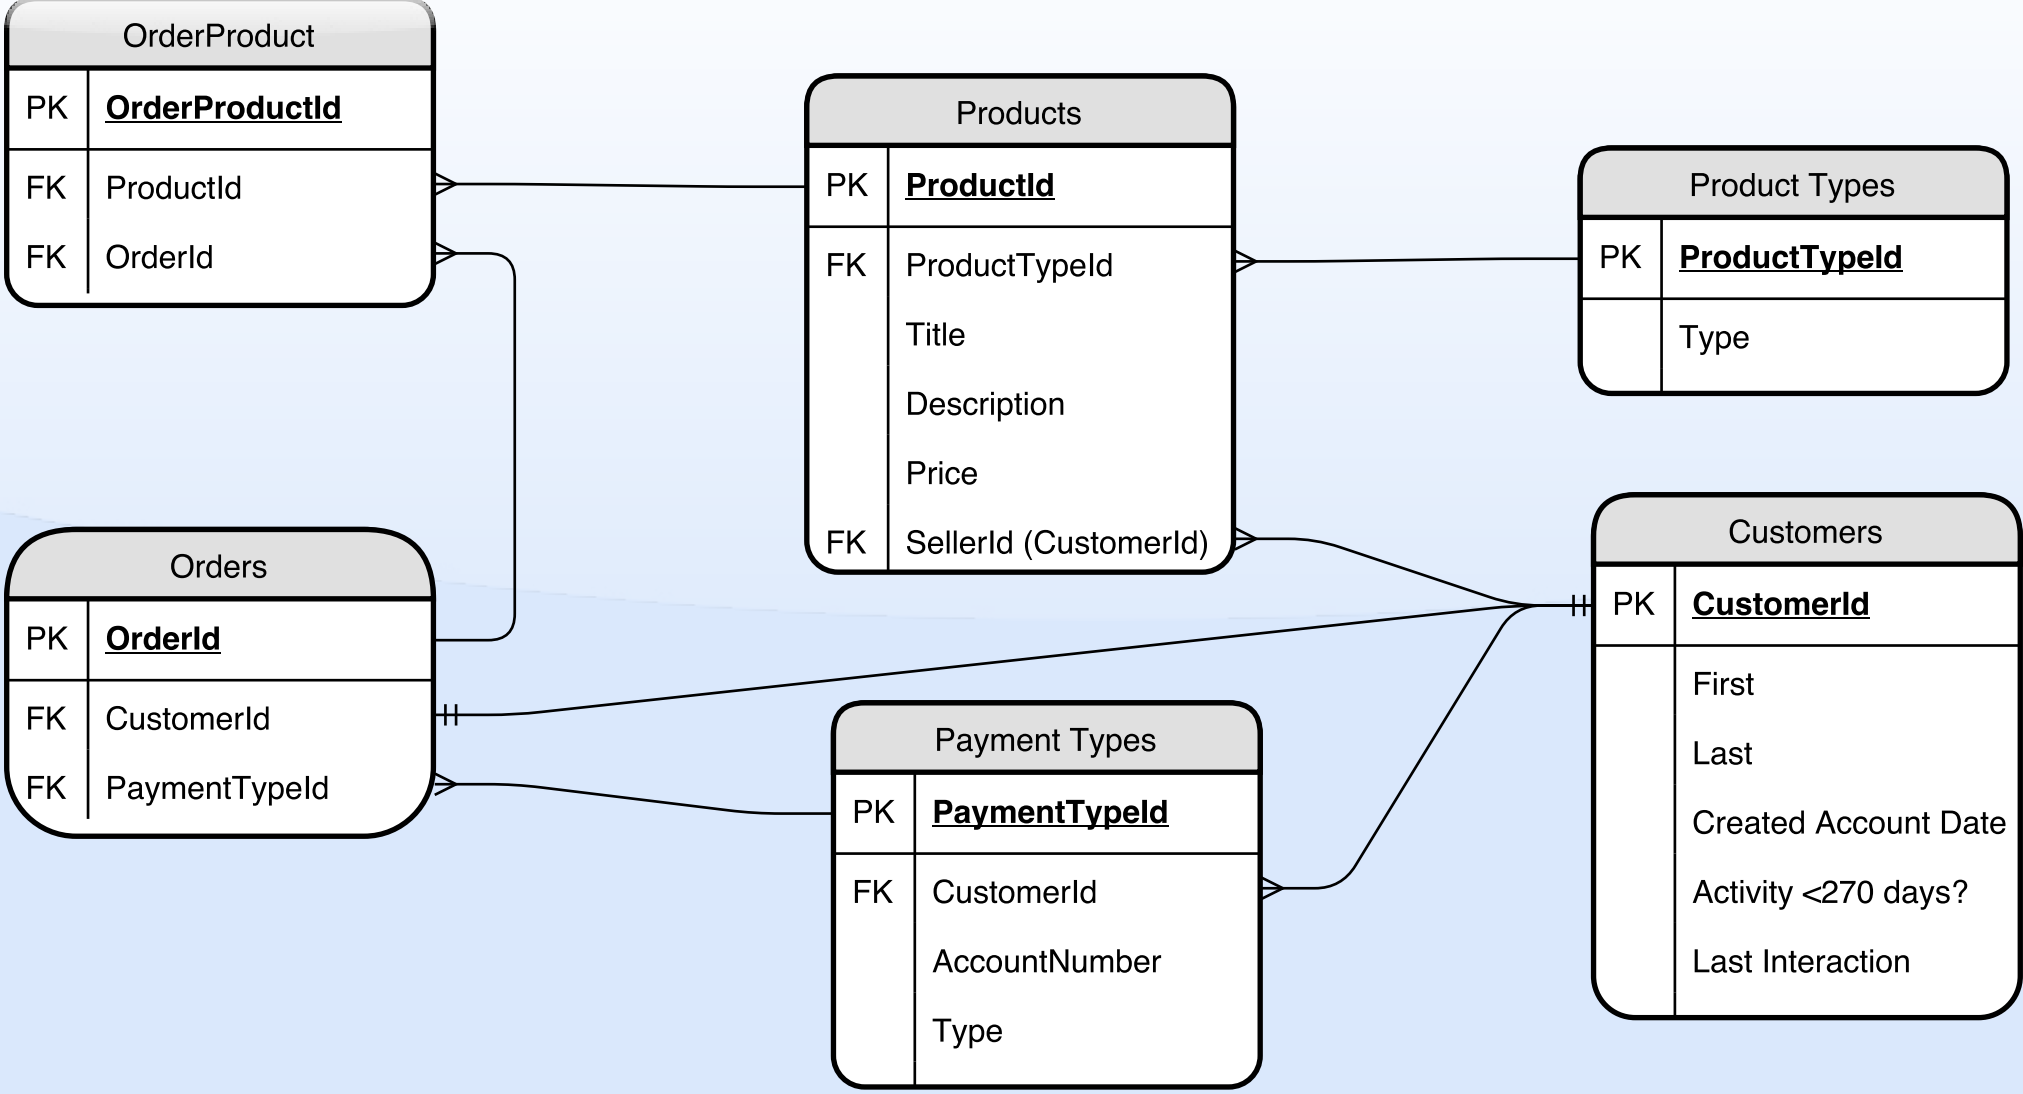 OrderProduct
PK OrderProductId
FK ProductId
FK OrderId
Products
PK ProductId
FK ProductTypeId
Title
Description
Price
FK SellerId (CustomerId)
Product Types
PK ProductTypeId
Type
Orders
PK OrderId
FK CustomerId
FK PaymentTypeId
Payment Types
PK PaymentTypeId
FK CustomerId
AccountNumber
Type
Customers
PK CustomerId
First
Last
Created Account Date
Activity <270 days?
Last Interaction